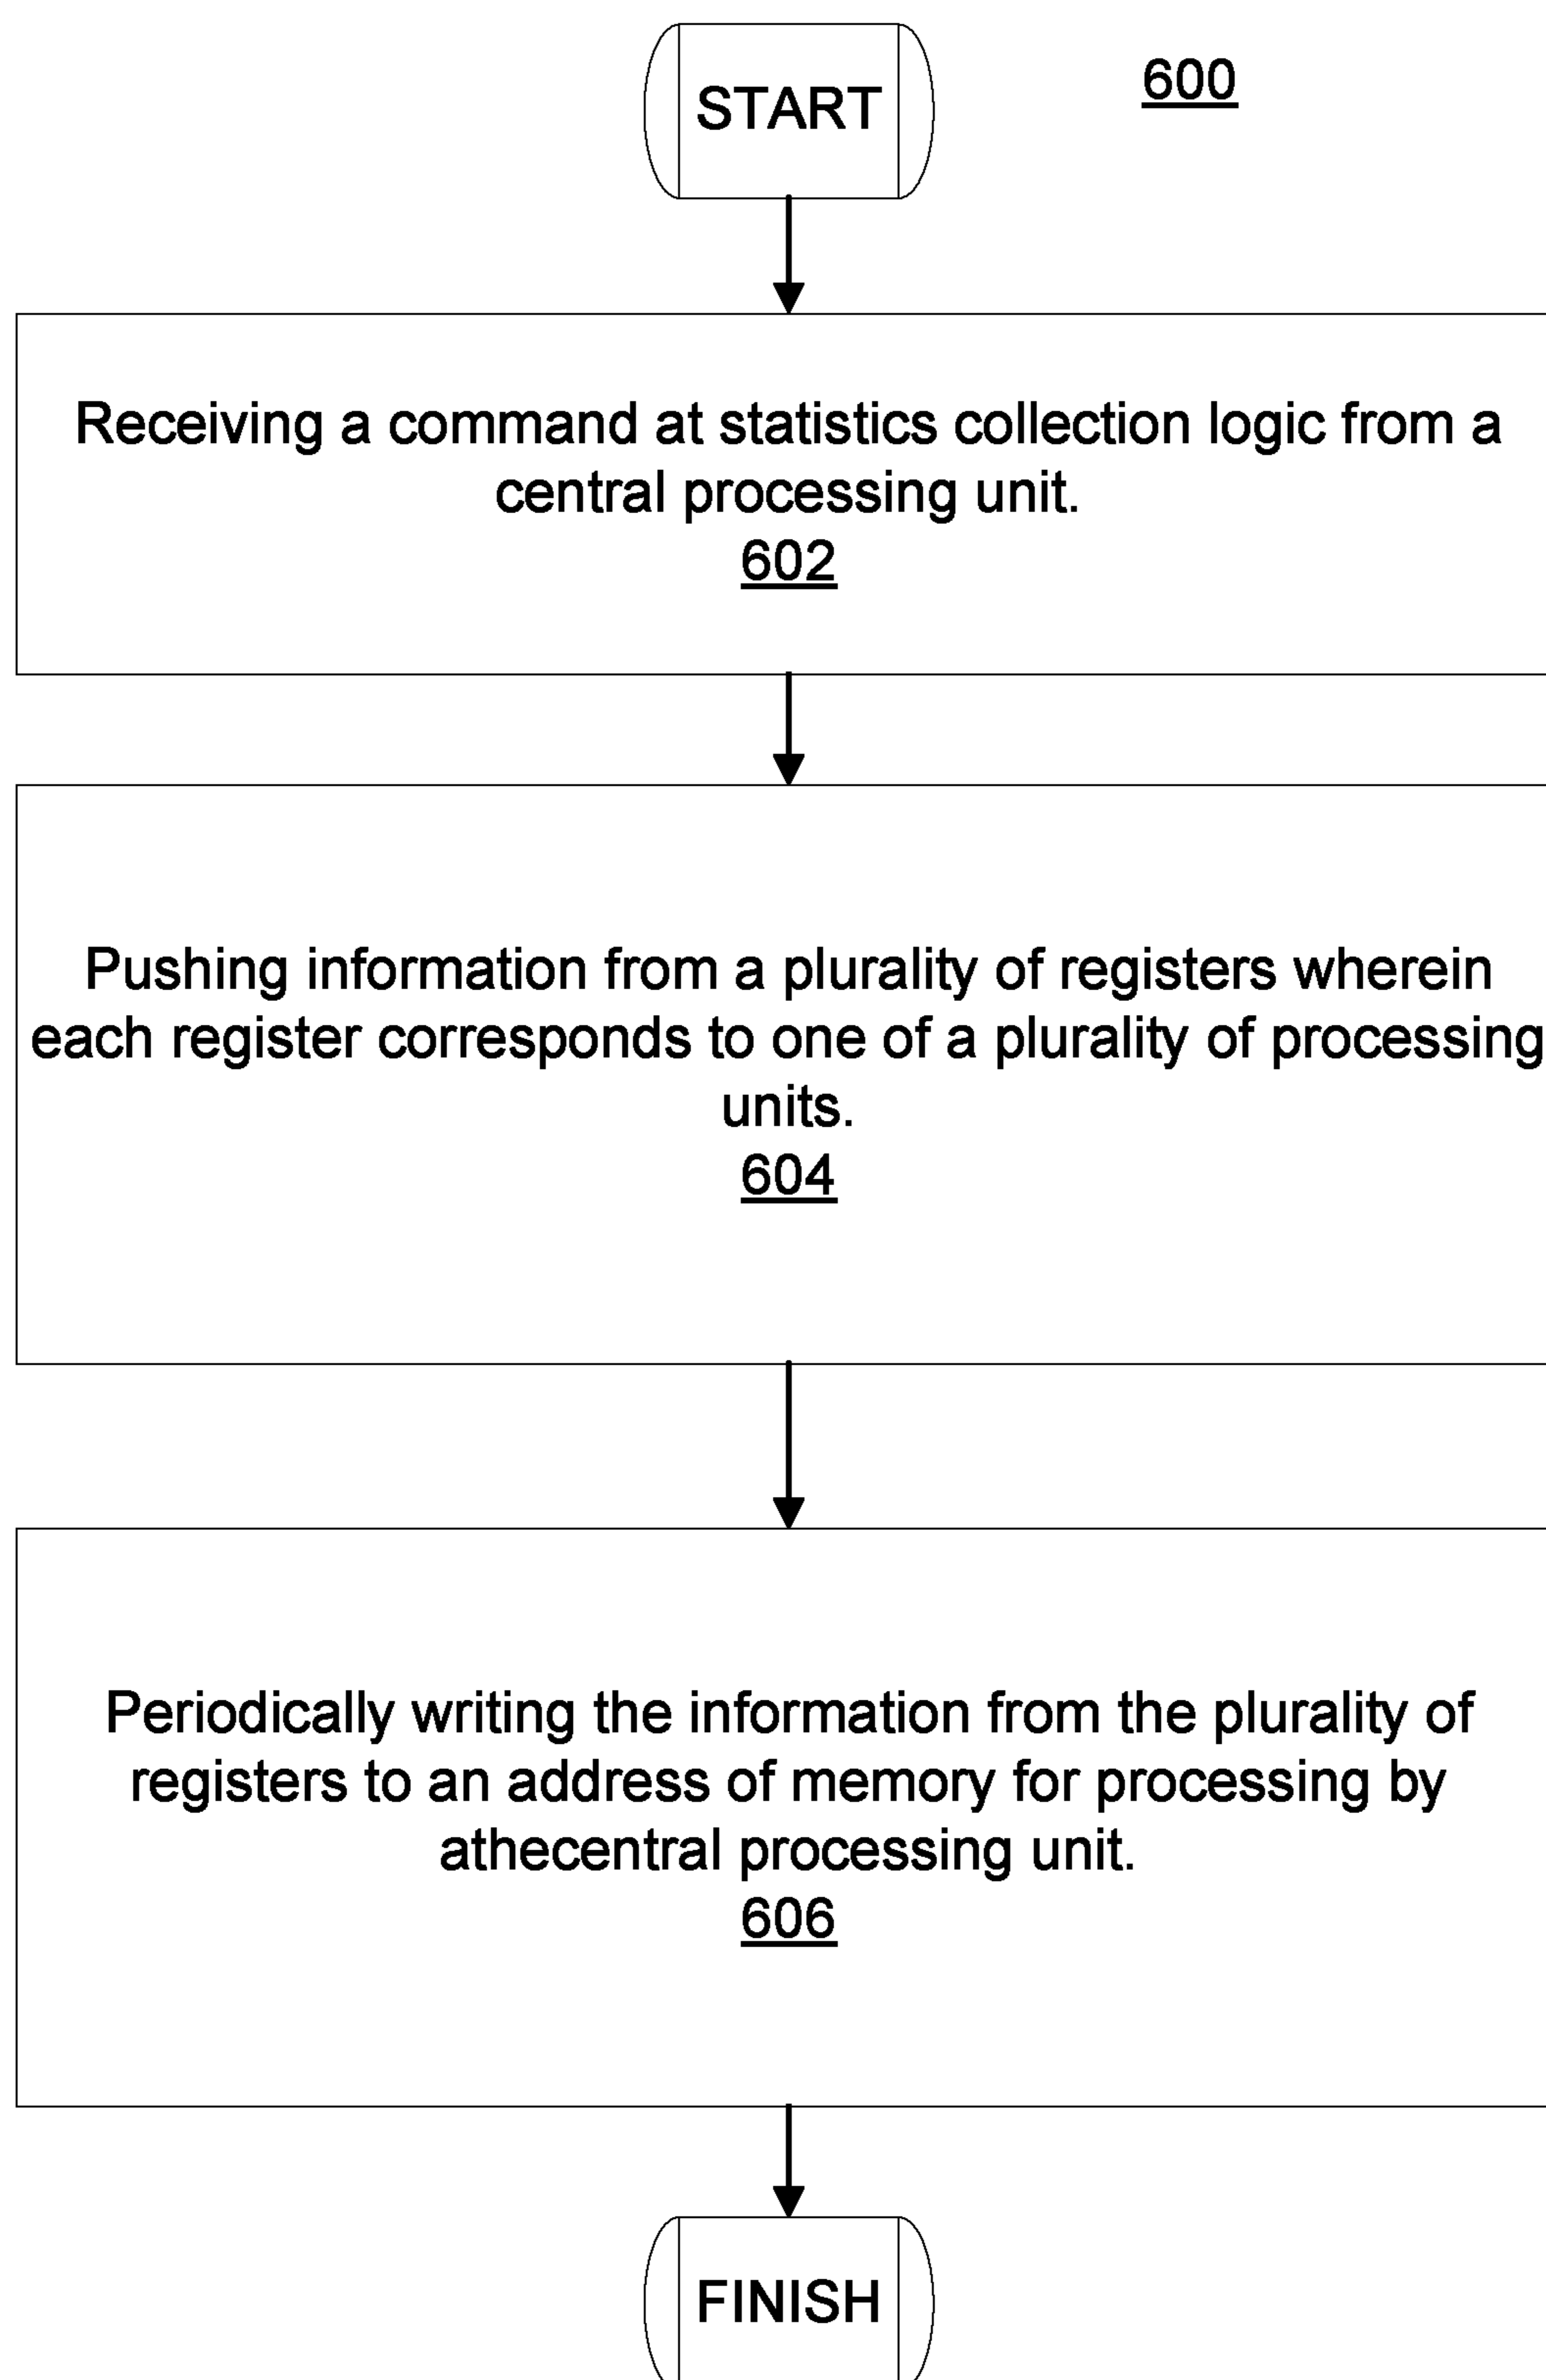 START
600
Receiving a command at statistics collection logic from a
central processing unit.
602
Pushing information from a plurality of registers wherein
each register corresponds to one of a plurality of processing
units.
604
Periodically writing the information from the plurality of
registers to an address of memory for processing by
athecentral processing unit.
606
FINISH